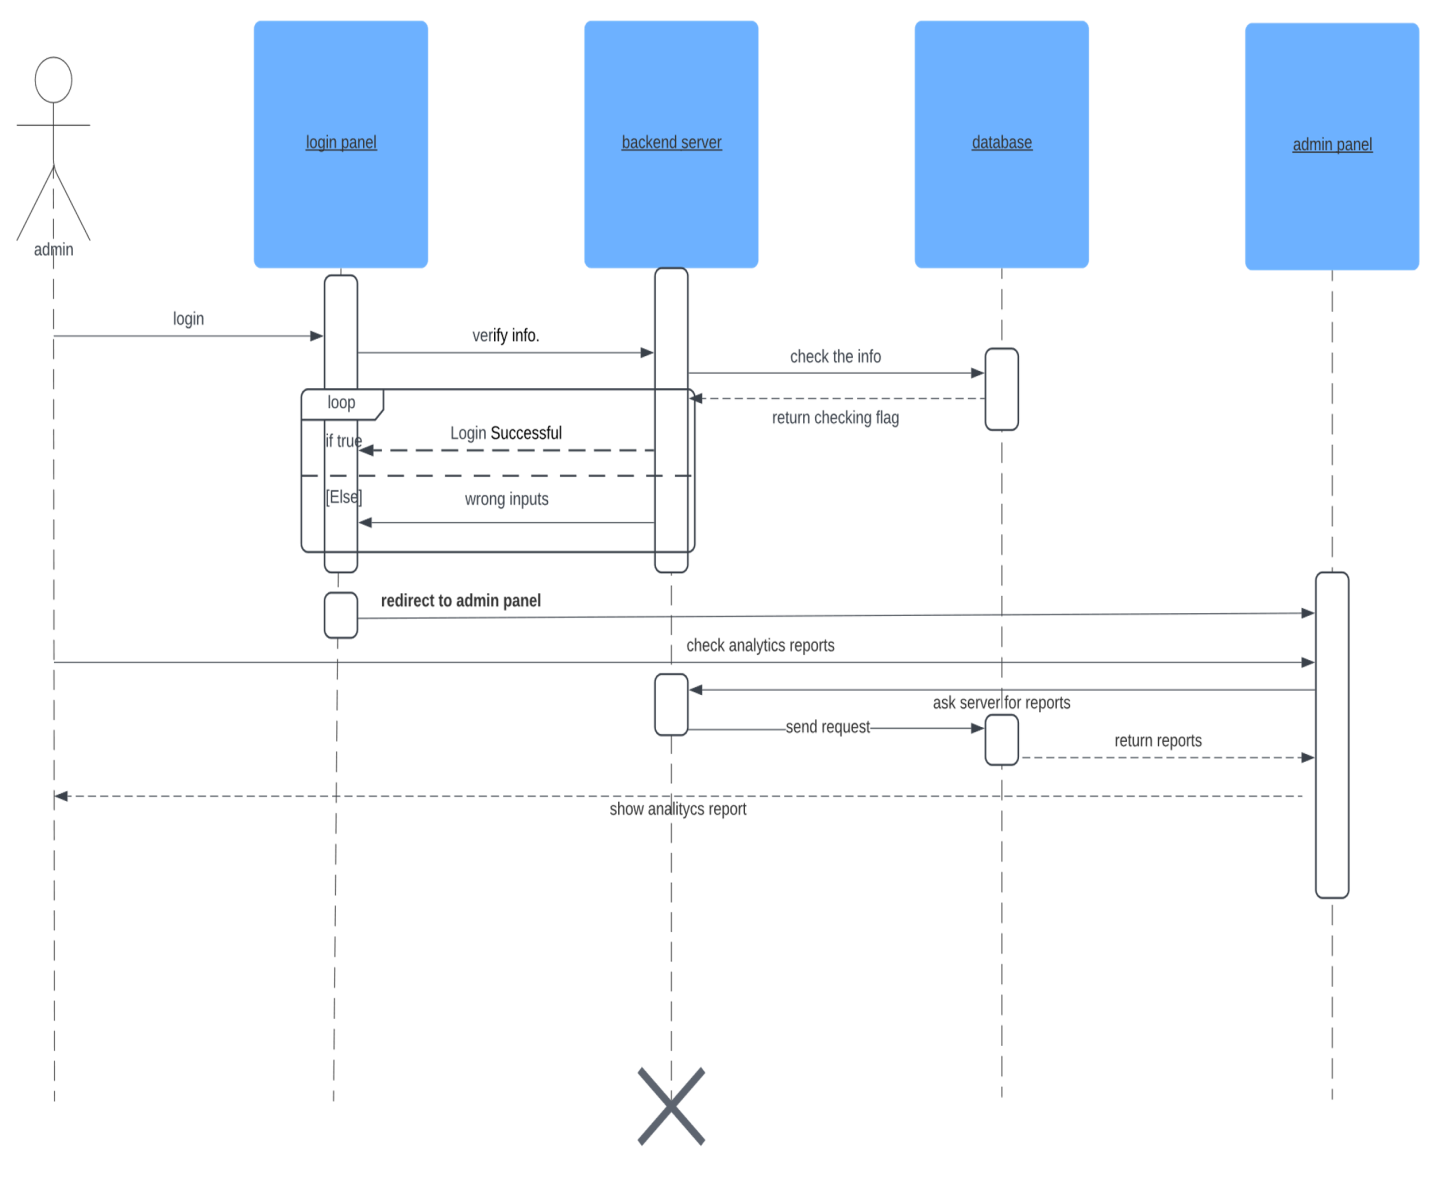 login panel
backend server
database
admin panel
admin
login
verify info.
check the info
return checking flag
loop
if true
Login Successful
[Else]
wrong inputs
redirect to admin panel
check analytics reports
ask server for reports
send request
return reports
show analitycs report